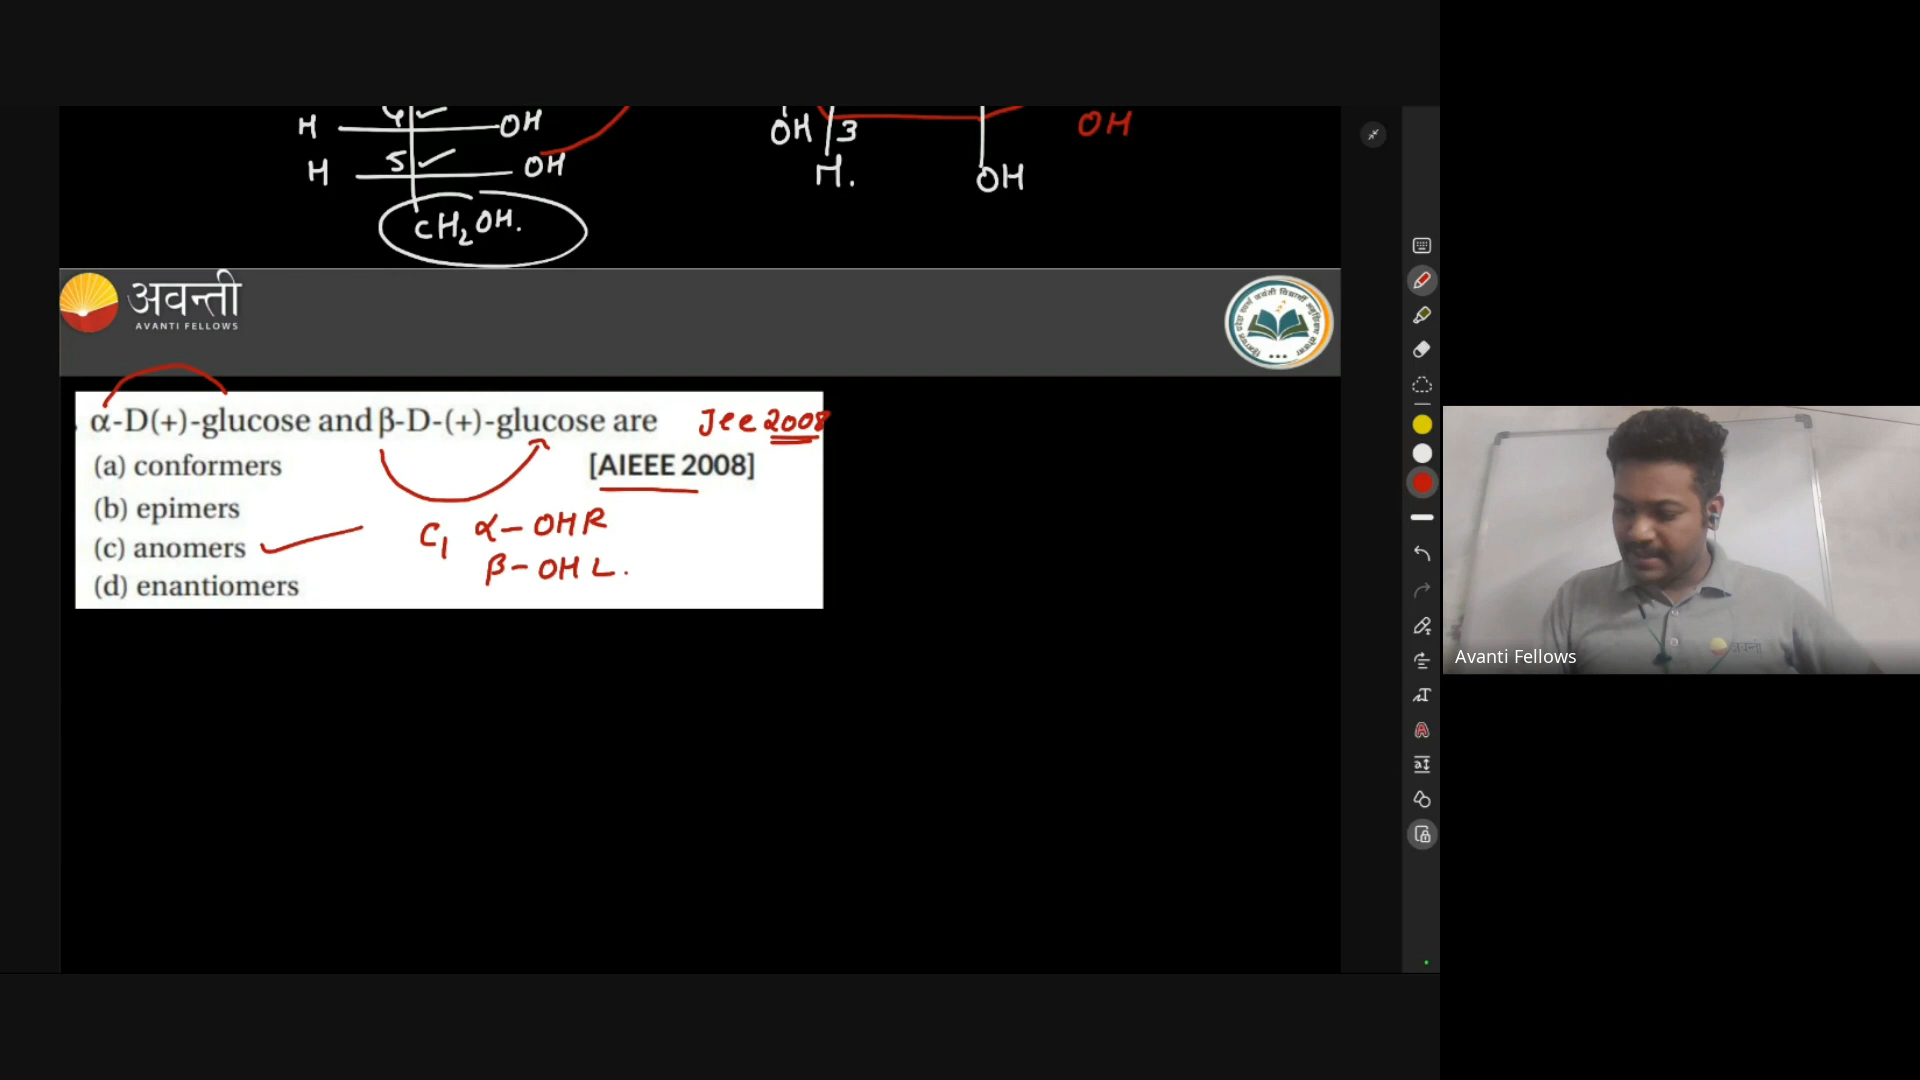 4
H OH
5
H OH
CH₂OH.
OH 3 OH
H. OH
अवन्ती
AVANTI FELLOWS
α-D(+)-glucose and β-D-(+)-glucose are Jee 2008
(a) conformers [AIEEE 2008]
(b) epimers
(c) anomers
(d) enantiomers
C₁ α- OH R
β- OH L.
Avanti Fellows